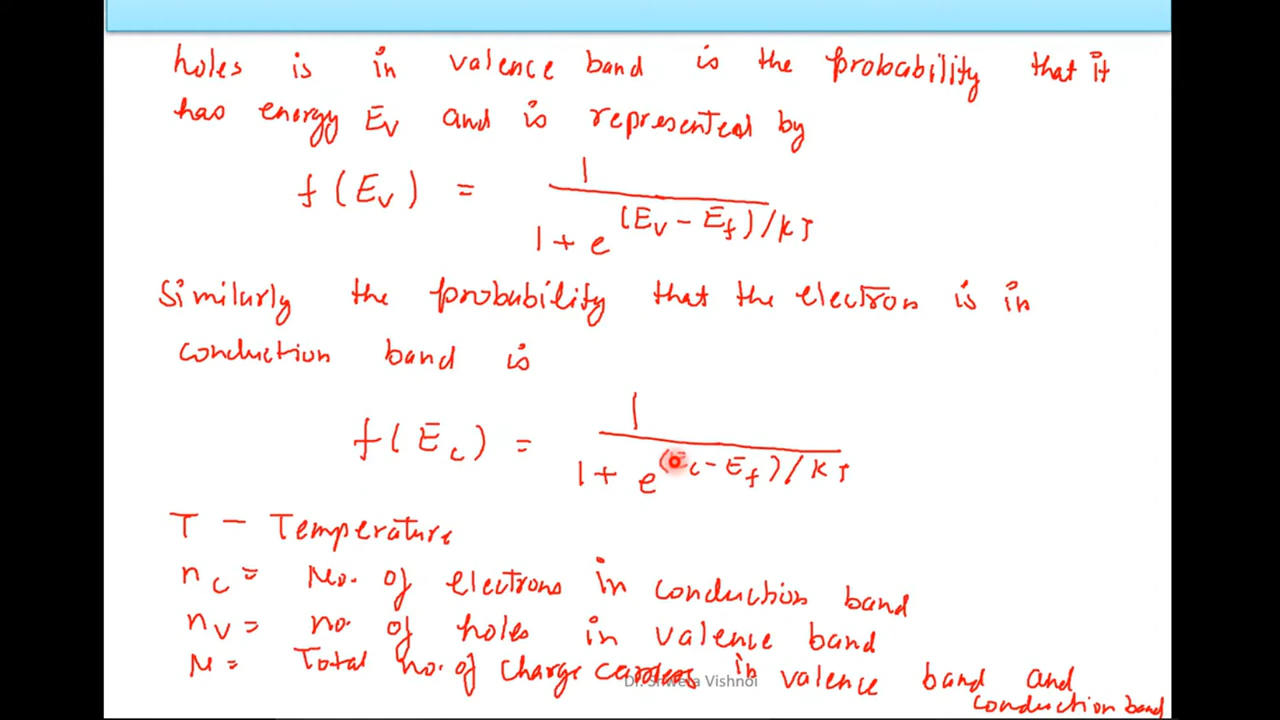 holes is in valence band is the probability that it
has energy Ev and is represented by
f(Ev) = 1 / 1 + e^(Ev - Ef)/kT
Similarly the probability that the electron is in
conduction band is
f(Ec) = 1 / 1 + e^(Ec - Ef)/kT
T - Temperature
nc = No. of electrons in conduction band
nv = no. of holes in valence band
N = Total no. of charge carriers in valence band and
conduction band
Dr. Shweta Vishnoi